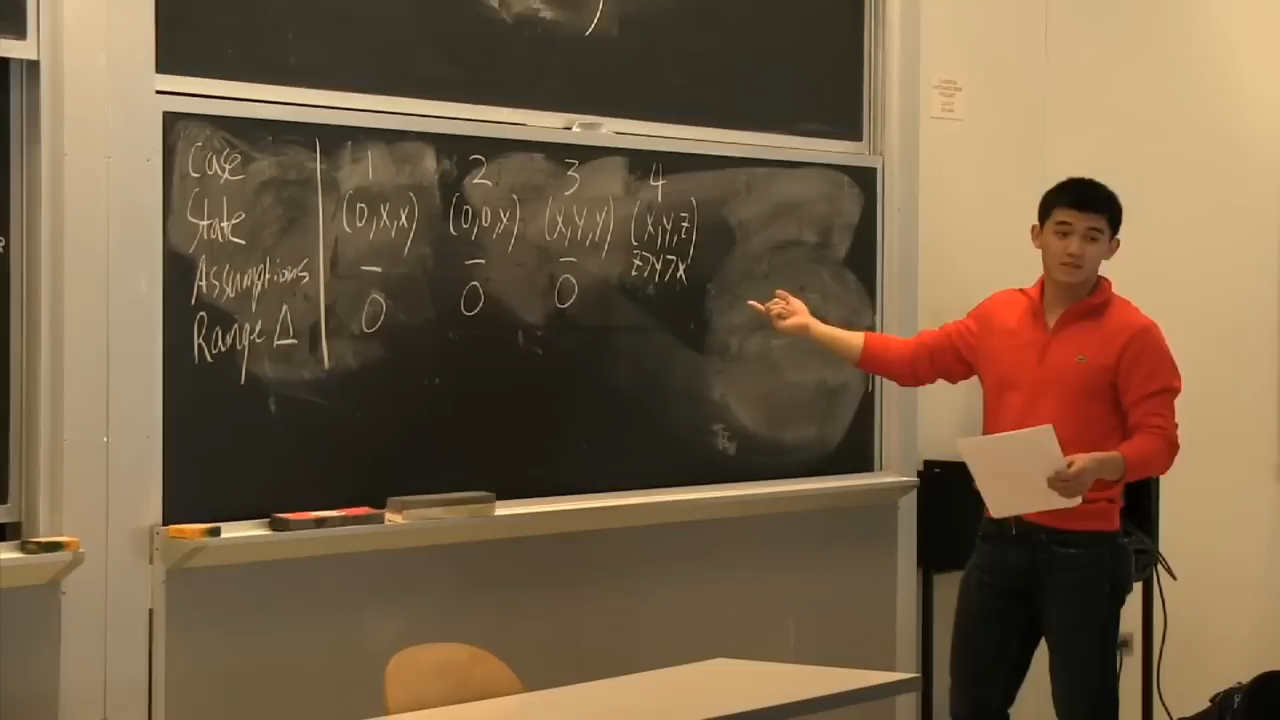 Case 1 2 3 4
State (0,x,x) (0,0,x) (x,y,y) (x,y,z)
Assumptions – – – z>y>x
Range Δ 0 0 0